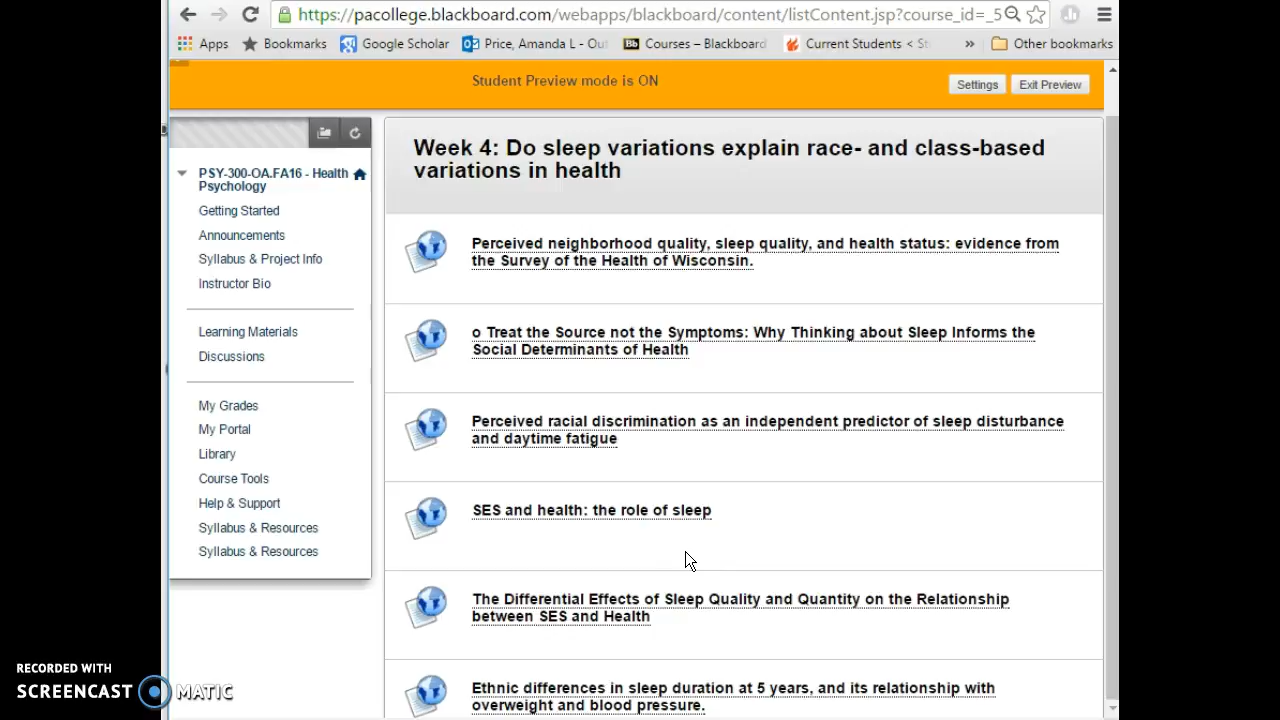 https://pacollege.blackboard.com/webapps/blackboard/content/listContent.jsp?course_id=_5
Apps Bookmarks Google Scholar Price, Amanda L - Ou Bb Courses – Blackboard Current Students < St » Other bookmarks
Student Preview mode is ON
Settings Exit Preview
PSY-300-OA.FA16 - Health
Psychology
Getting Started
Announcements
Syllabus & Project Info
Instructor Bio
Learning Materials
Discussions
My Grades
My Portal
Library
Course Tools
Help & Support
Syllabus & Resources
Syllabus & Resources
Week 4: Do sleep variations explain race- and class-based
variations in health
Perceived neighborhood quality, sleep quality, and health status: evidence from
the Survey of the Health of Wisconsin.
o Treat the Source not the Symptoms: Why Thinking about Sleep Informs the
Social Determinants of Health
Perceived racial discrimination as an independent predictor of sleep disturbance
and daytime fatigue
SES and health: the role of sleep
The Differential Effects of Sleep Quality and Quantity on the Relationship
between SES and Health
Ethnic differences in sleep duration at 5 years, and its relationship with
overweight and blood pressure.
RECORDED WITH
SCREENCAST MATIC